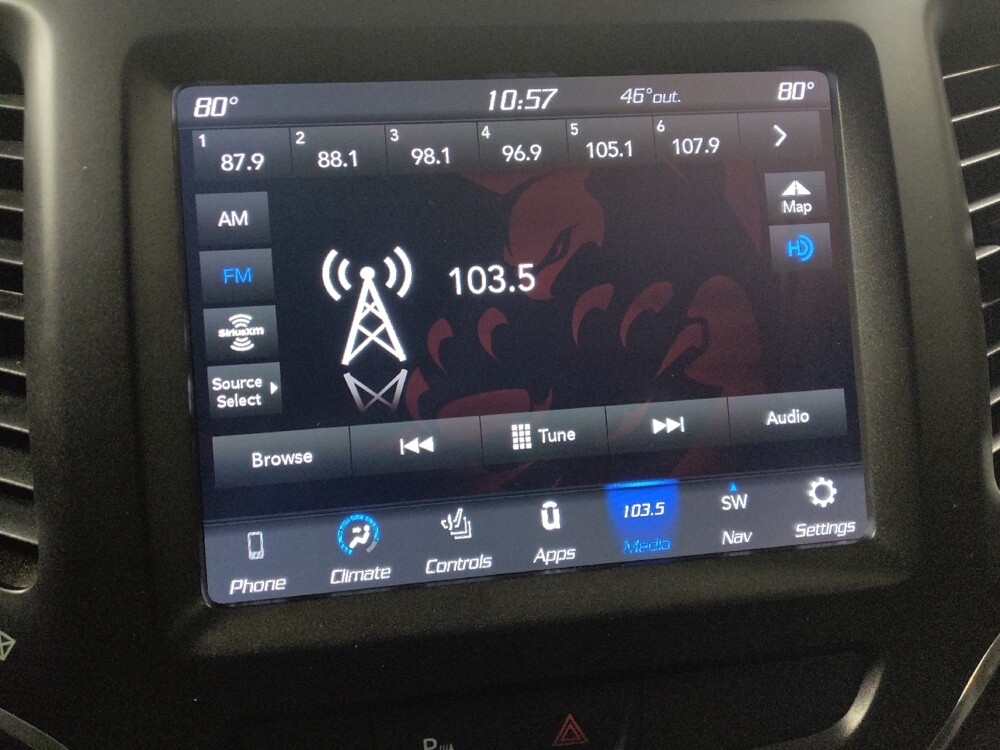 80° 10:57 46°out. 80°
1 2 3 4 5 6
87.9 88.1 98.1 96.9 105.1 107.9
AM
Map
FM
HD
103.5
SiriusXM
Source
Select
Browse Tune Audio
103.5 SW
Phone Climate Controls Apps Media Nav Settings